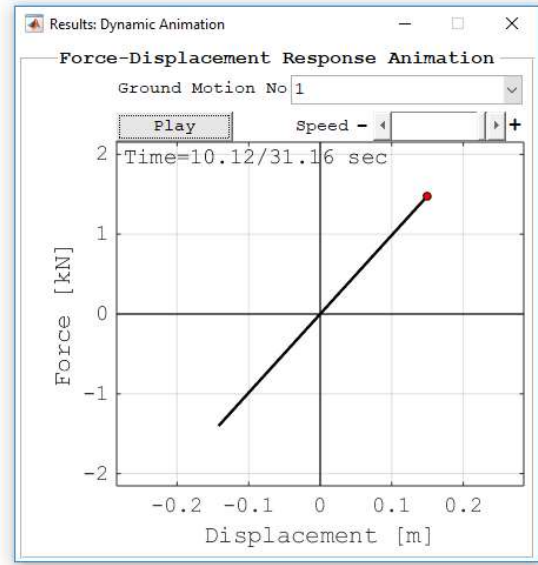 Results: Dynamic Animation
Force-Displacement Response Animation
Ground Motion No 1
Play Speed - +
Time=10.12/31.16 sec
2
1
0
-1
-2
Force [kN]
-0.2 -0.1 0 0.1 0.2
Displacement [m]